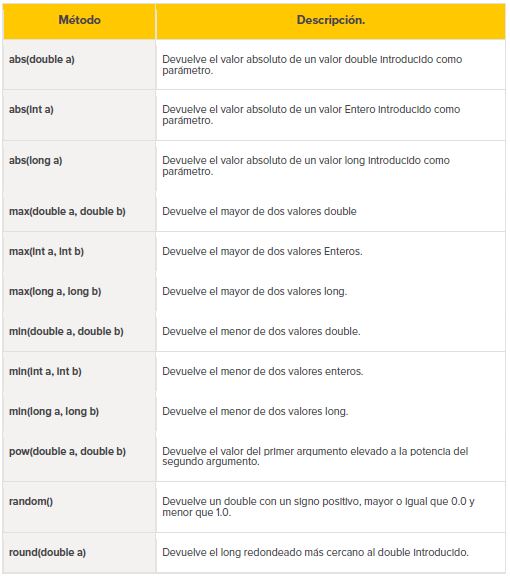 Método
Descripción.
abs(double a)
Devuelve el valor absoluto de un valor double introducido como
parámetro.
abs(int a)
Devuelve el valor absoluto de un valor Entero introducido como
parámetro.
abs(long a)
Devuelve el valor absoluto de un valor long introducido como
parámetro.
max(double a, double b)
Devuelve el mayor de dos valores double
max(int a, int b)
Devuelve el mayor de dos valores Enteros.
max(long a, long b)
Devuelve el mayor de dos valores long.
min(double a, double b)
Devuelve el menor de dos valores double.
min(int a, int b)
Devuelve el menor de dos valores enteros.
min(long a, long b)
Devuelve el menor de dos valores long.
pow(double a, double b)
Devuelve el valor del primer argumento elevado a la potencia del
segundo argumento.
random()
Devuelve un double con un signo positivo, mayor o igual que 0.0 y
menor que 1.0.
round(double a)
Devuelve el long redondeado más cercano al double introducido.